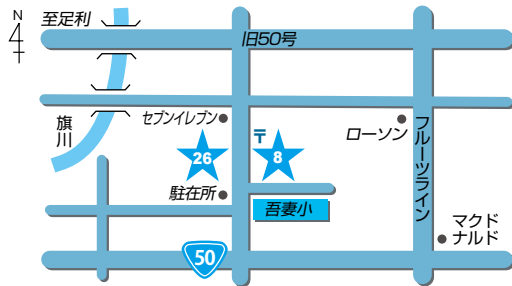 N
至足利
旧50号
セブンイレブン
旗川
〒
ローソン
フルーツライン
26
8
駐在所
吾妻小
マクド
ナルド
50